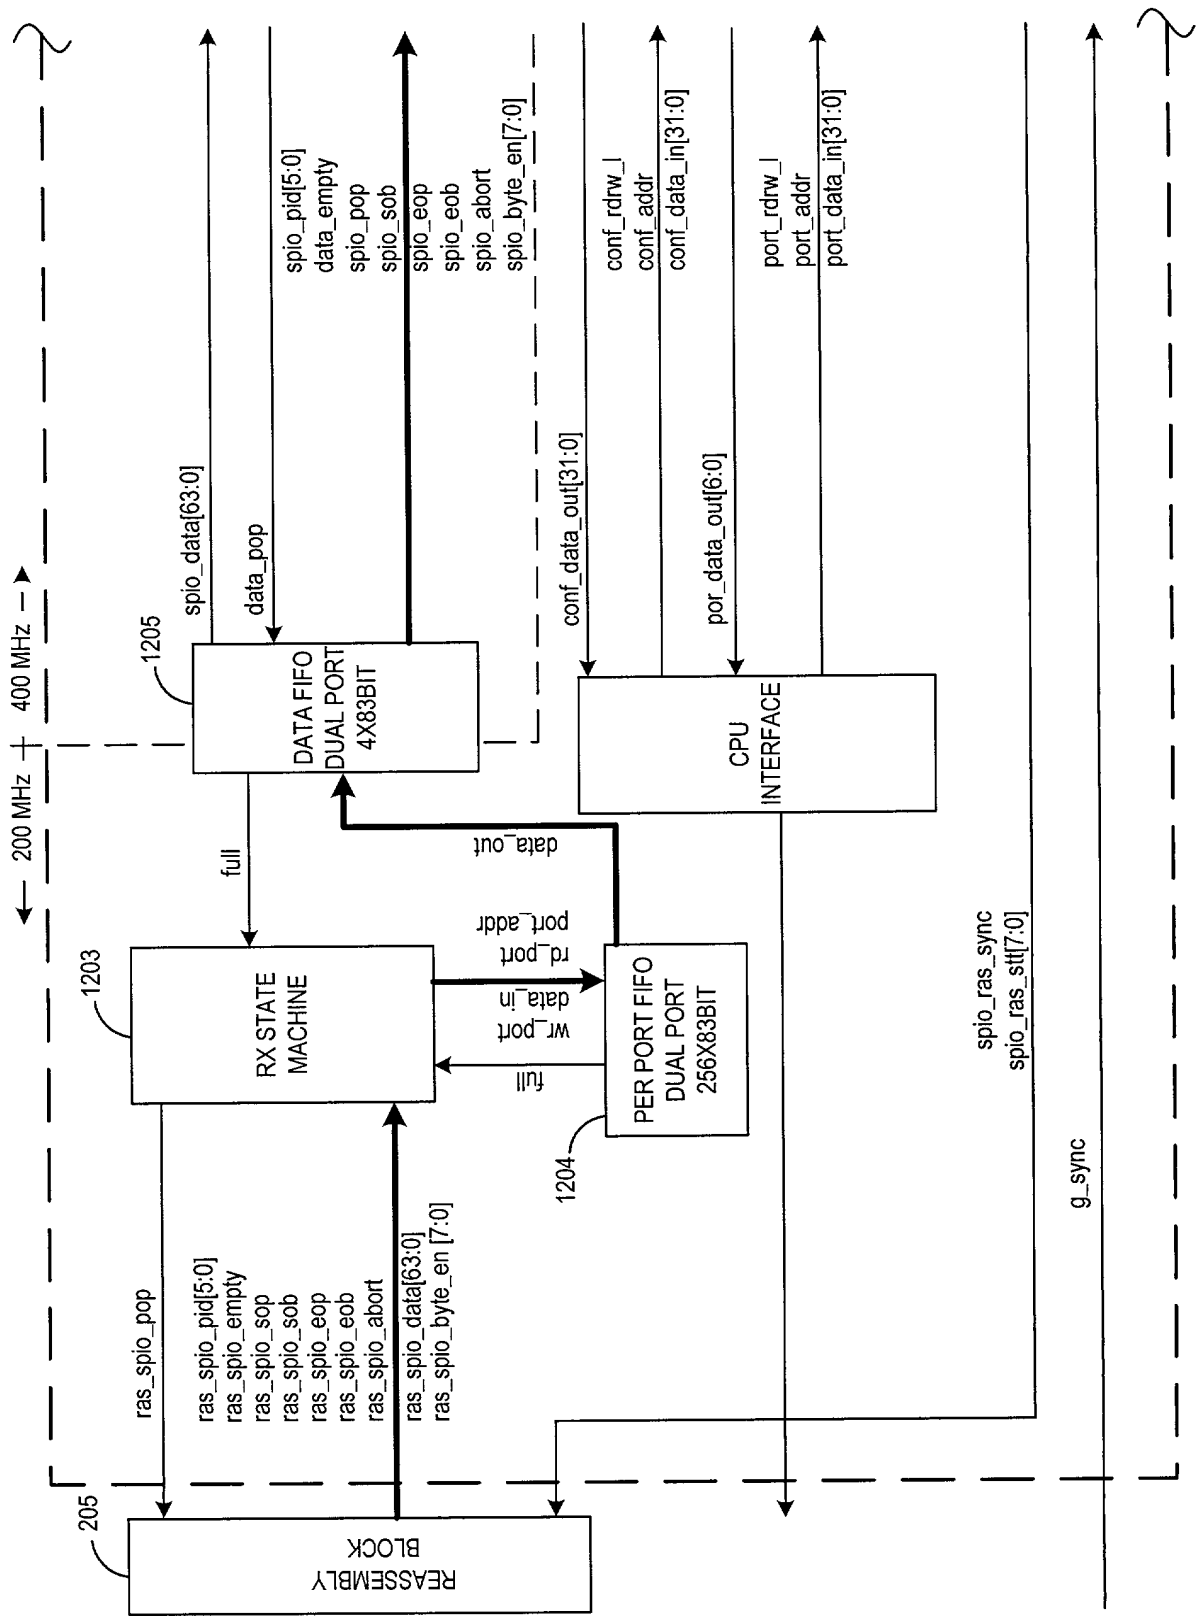 200 MHz
400 MHz
205
REASSEMBLY
BLOCK
ras_spio_pop
ras_spio_pid[5:0]
ras_spio_empty
ras_spio_sop
ras_spio_sob
ras_spio_eop
ras_spio_eob
ras_spio_abort
ras_spio_data[63:0]
ras_spio_byte_en [7:0]
1203
RX STATE
MACHINE
full
full
wr_port
data_in
rd_port
port_addr
1204
PER PORT FIFO
DUAL PORT
256X83BIT
data_out
1205
DATA FIFO
DUAL PORT
4X83BIT
spio_data[63:0]
data_pop
spio_pid[5:0]
data_empty
spio_pop
spio_sob
spio_eop
spio_eob
spio_abort
spio_byte_en[7:0]
CPU
INTERFACE
conf_data_out[31:0]
conf_rdrw_l
conf_addr
conf_data_in[31:0]
por_data_out[6:0]
port_rdrw_l
port_addr
port_data_in[31:0]
spio_ras_sync
spio_ras_stt[7:0]
g_sync